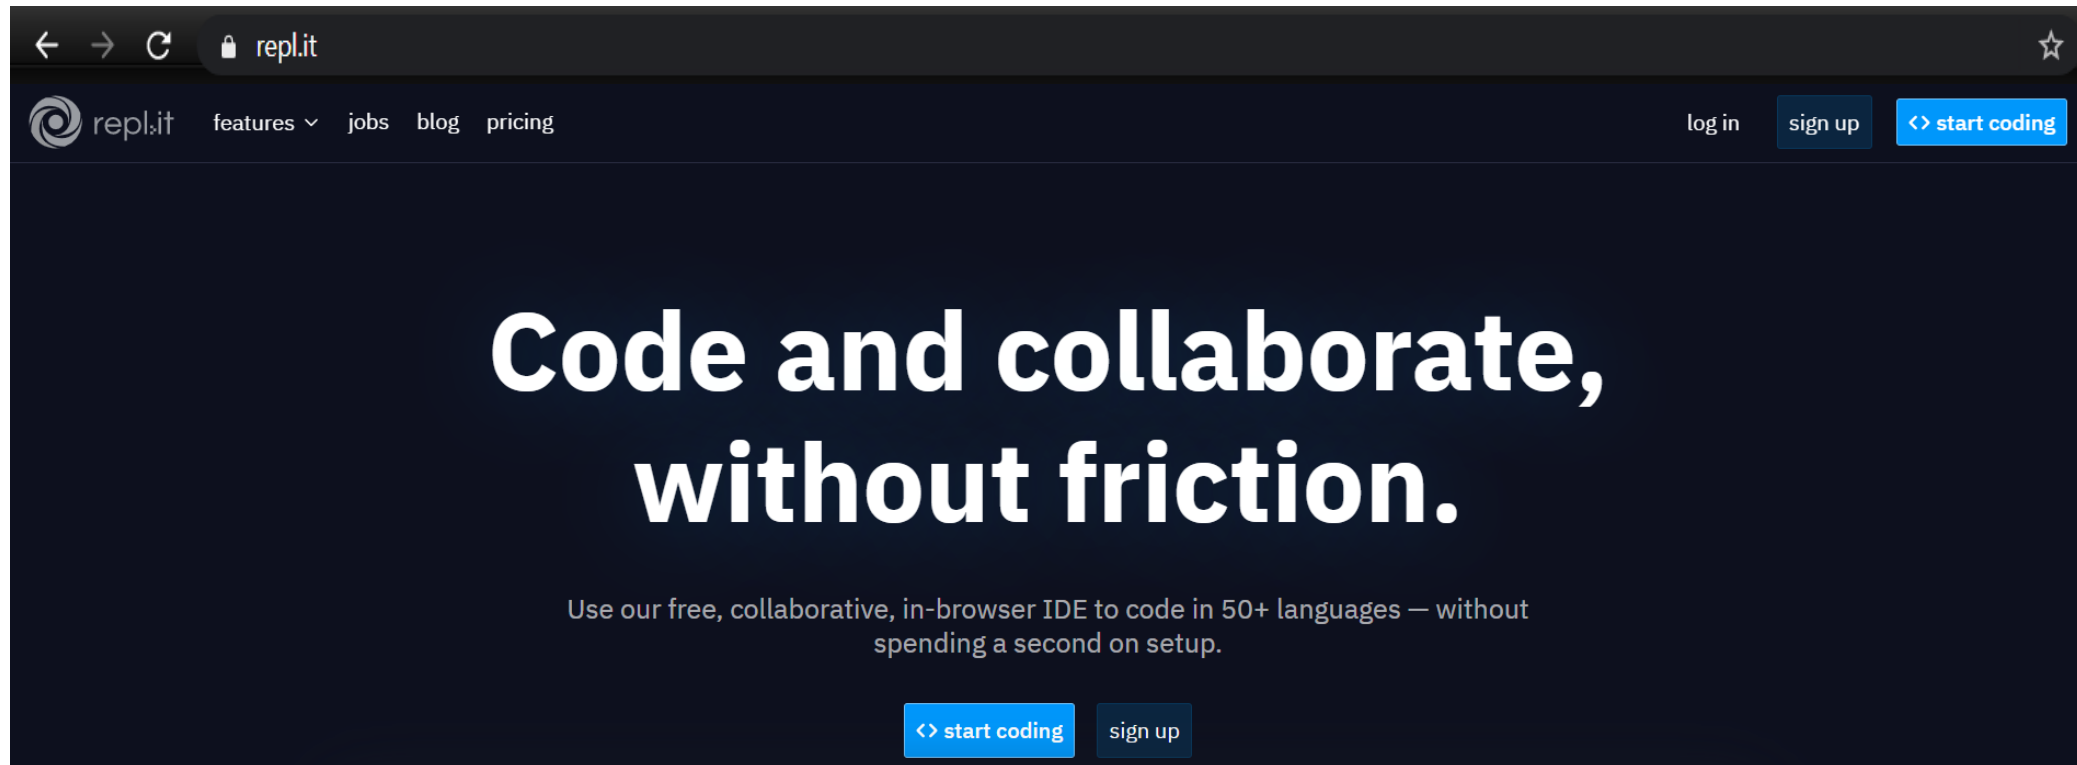 repl.it
repl.it features jobs blog pricing log in sign up <> start coding
Code and collaborate,
without friction.
Use our free, collaborative, in-browser IDE to code in 50+ languages — without
spending a second on setup.
<> start coding sign up